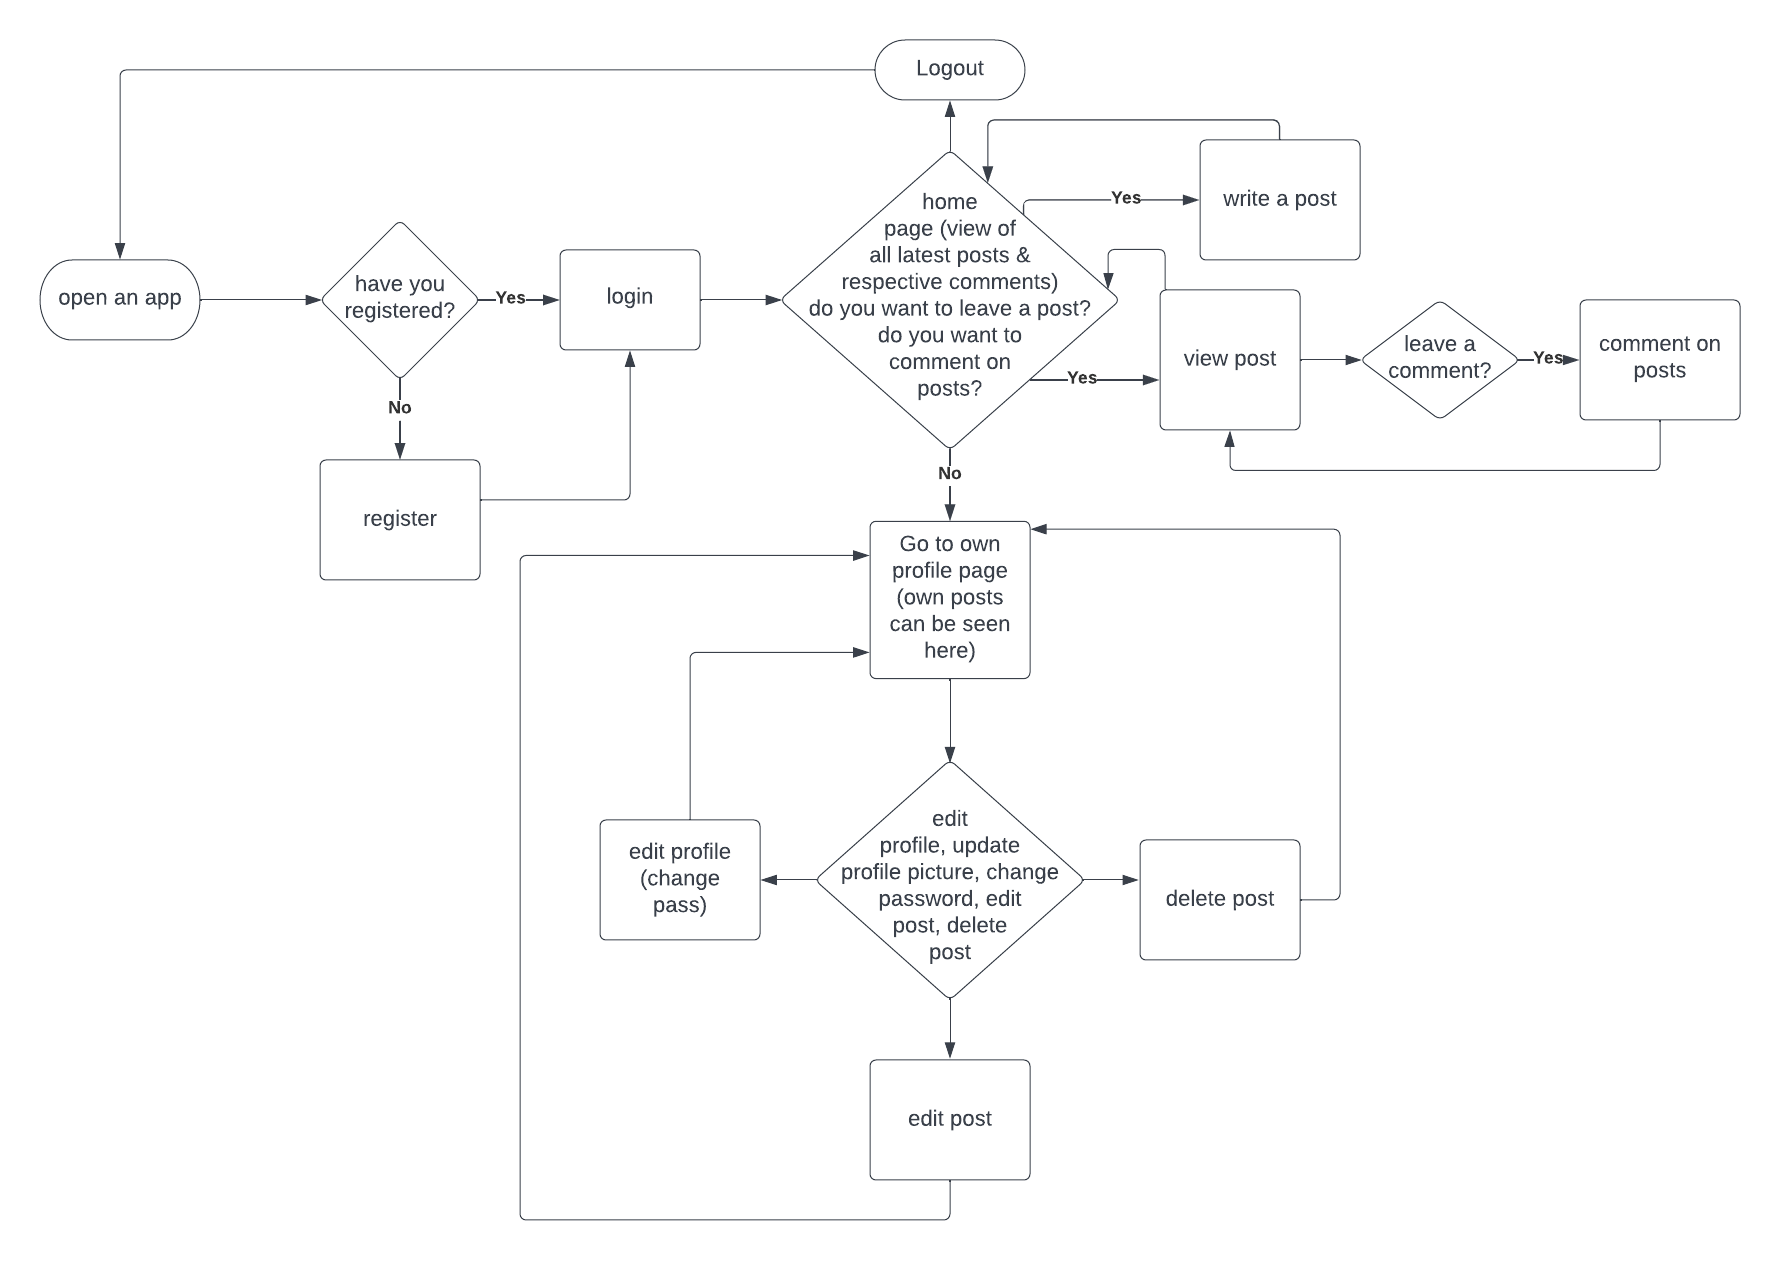 Logout
open an app
have you
registered?
Yes
No
register
login
home
page (view of
all latest posts &
respective comments)
do you want to leave a post?
do you want to
comment on
posts?
Yes
write a post
Yes
view post
leave a
comment?
Yes
comment on
posts
No
Go to own
profile page
(own posts
can be seen
here)
edit
profile, update
profile picture, change
password, edit
post, delete
post
edit profile
(change
pass)
delete post
edit post